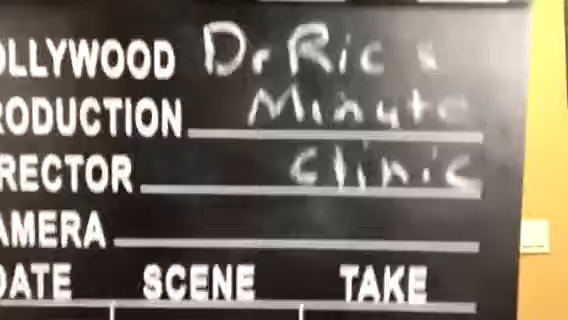 OLLYWOOD Dr Ric s
RODUCTION Minute
RECTOR Clinic
AMERA
DATE SCENE TAKE